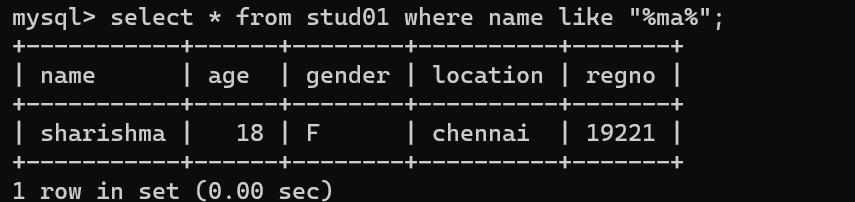 mysql> select * from stud01 where name like "%ma%";
+-----------+------+--------+----------+-------+
| name      | age  | gender | location | regno |
+-----------+------+--------+----------+-------+
| sharishma |   18 | F      | chennai  | 19221 |
+-----------+------+--------+----------+-------+
1 row in set (0.00 sec)